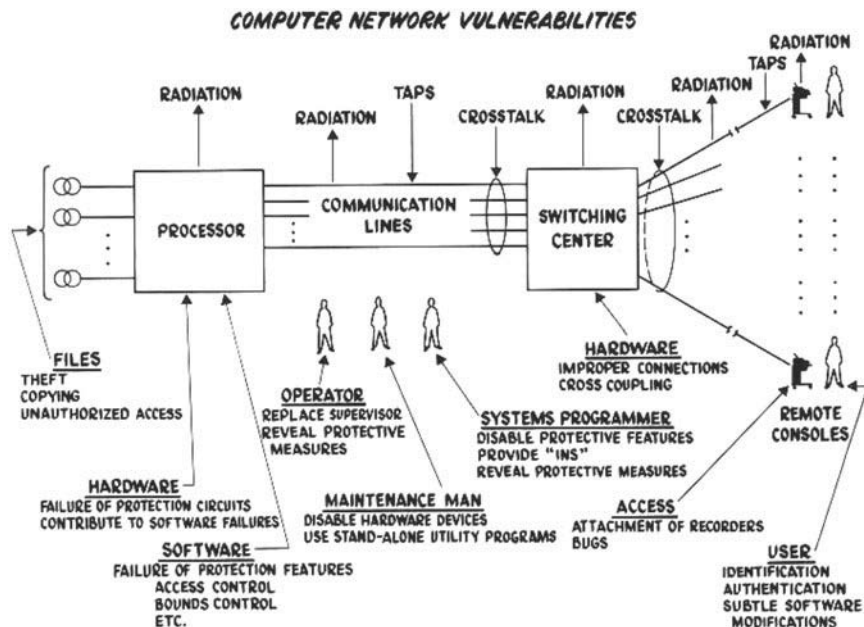 COMPUTER NETWORK VULNERABILITIES
RADIATION
TAPS
RADIATION
RADIATION
TAPS
RADIATION
RADIATION
CROSSTALK
CROSSTALK
PROCESSOR
COMMUNICATION
LINES
SWITCHING
CENTER
FILES
THEFT
COPYING
UNAUTHORIZED ACCESS
OPERATOR
REPLACE SUPERVISOR
REVEAL PROTECTIVE
MEASURES
HARDWARE
IMPROPER CONNECTIONS
CROSS COUPLING
SYSTEMS PROGRAMMER
DISABLE PROTECTIVE FEATURES
PROVIDE "INS"
REVEAL PROTECTIVE MEASURES
REMOTE
CONSOLES
HARDWARE
FAILURE OF PROTECTION CIRCUITS
CONTRIBUTE TO SOFTWARE FAILURES
MAINTENANCE MAN
DISABLE HARDWARE DEVICES
USE STAND-ALONE UTILITY PROGRAMS
ACCESS
ATTACHMENT OF RECORDERS
BUGS
SOFTWARE
FAILURE OF PROTECTION FEATURES
ACCESS CONTROL
BOUNDS CONTROL
ETC.
USER
IDENTIFICATION
AUTHENTICATION
SUBTLE SOFTWARE
MODIFICATIONS